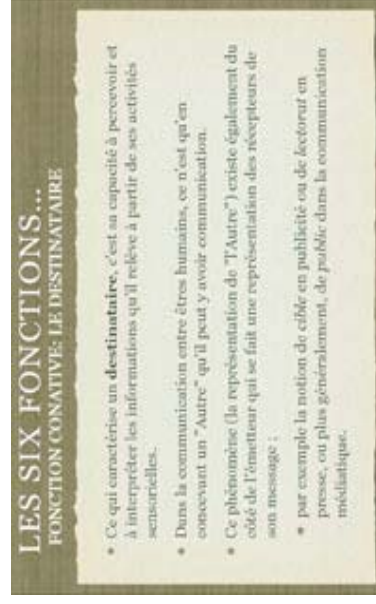 LES SIX FONCTIONS...
FONCTION CONATIVE: LE DESTINATAIRE
• Ce qui caractérise un destinataire, c'est sa capacité à percevoir et
à interpréter les informations qu'il relève à partir de ses activités
sensorielles.
• Dans la communication entre êtres humains, ce n'est qu'en
concevant un "Autre" qu'il peut y avoir communication.
• Ce phénomène (la représentation de "l'Autre") existe également du
côté de l'émetteur qui se fait une représentation des récepteurs de
son message ;
• par exemple la notion de cible en publicité ou de lectorat en
presse, ou plus généralement, de public dans la communication
médiatique.